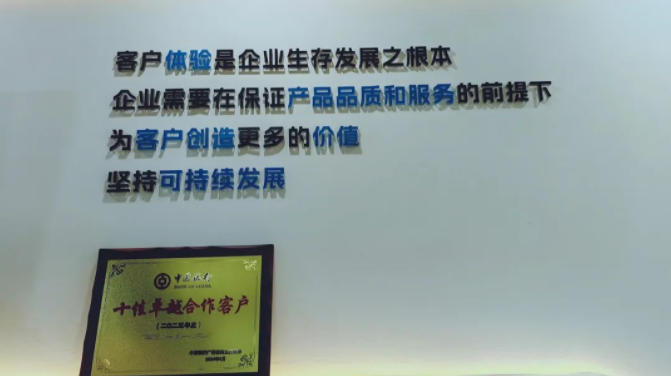 客户体验是企业生存发展之根本
企业需要在保证产品品质和服务的前提下
为客户创造更多的价值
坚持可持续发展
中国银行
BANK OF CHINA
十佳卓越合作客户